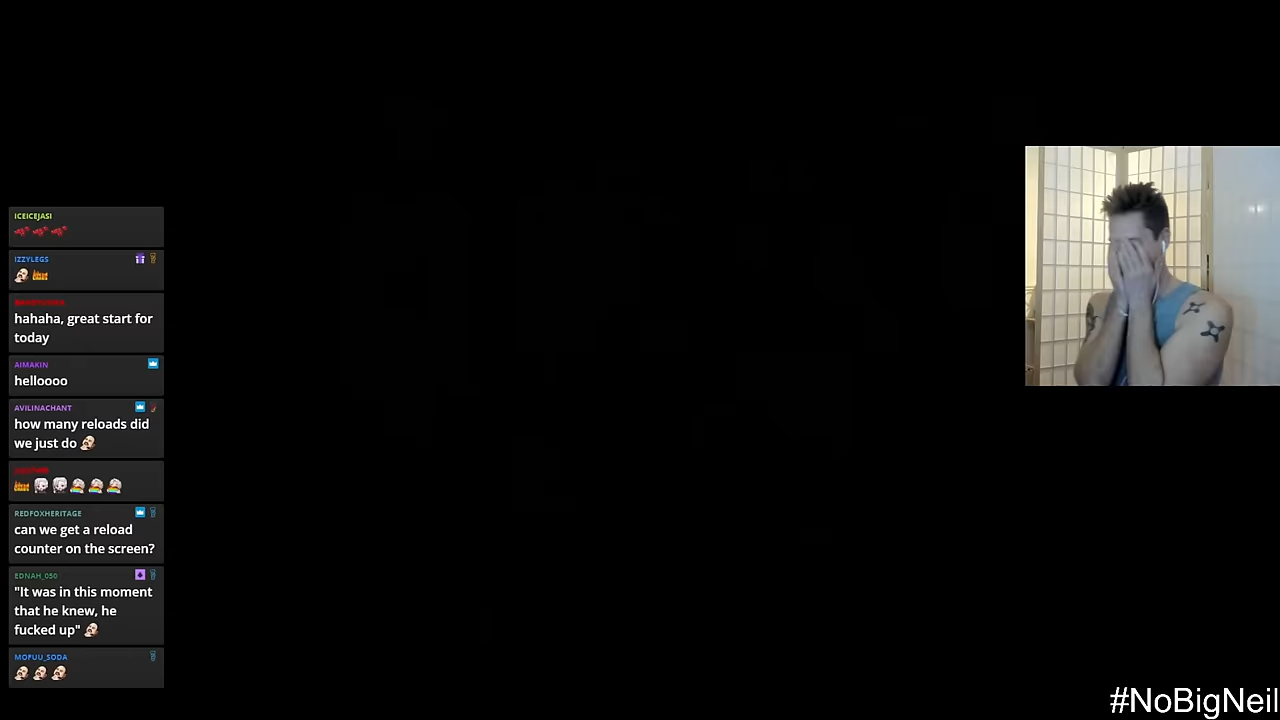 ICEICEJASI
IZZYLEGS
hahaha, great start for
today
AIMAKIN
helloooo
AVILINACHANT
how many reloads did
we just do
REDFOXHERITAGE
can we get a reload
counter on the screen?
EDNAH_050
"It was in this moment
that he knew, he
fucked up"
MOFUU_SODA
#NoBigNeil